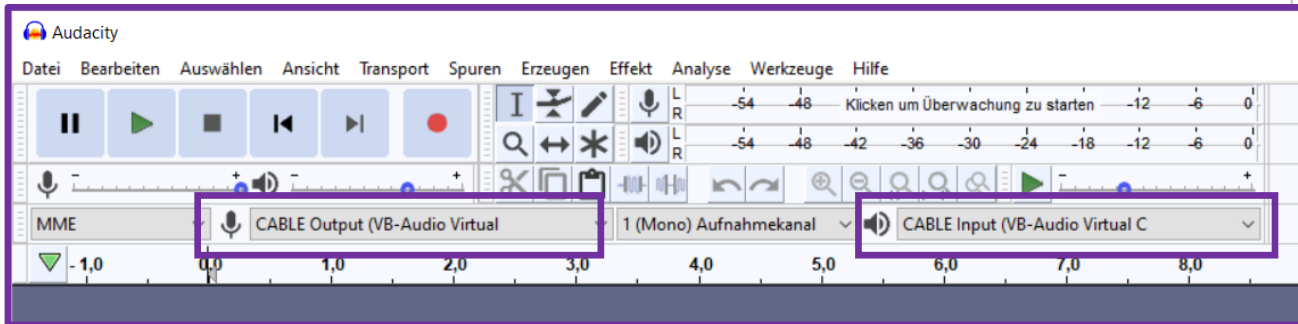 Audacity
Datei Bearbeiten Auswählen Ansicht Transport Spuren Erzeugen Effekt Analyse Werkzeuge Hilfe
L
R
-54 -48 Klicken um Überwachung zu starten -12 -6 0
L
R
-54 -48 -42 -36 -30 -24 -18 -12 -6 0
- + - + - +
MME CABLE Output (VB-Audio Virtual 1 (Mono) Aufnahmekanal CABLE Input (VB-Audio Virtual C
- 1,0 0,0 1,0 2,0 3,0 4,0 5,0 6,0 7,0 8,0